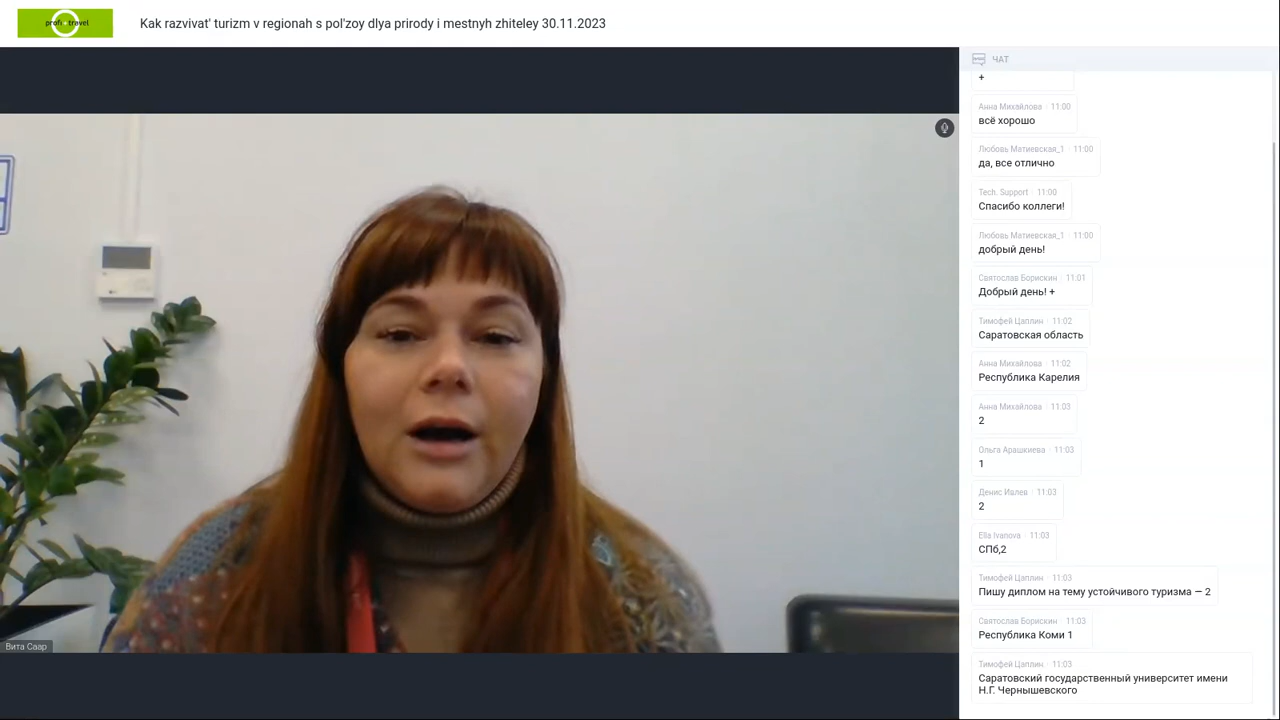 profi travel
Kak razvivat' turizm v regionah s pol'zoy dlya prirody i mestnyh zhiteley 30.11.2023
ЧАТ
+
Анна Михайлова 11:00
всё хорошо
Любовь Матиевская_1 11:00
да, все отлично
Tech. Support 11:00
Спасибо коллеги!
Любовь Матиевская_1 11:00
добрый день!
Святослав Борискин 11:01
Добрый день! +
Тимофей Цаплин 11:02
Саратовская область
Анна Михайлова 11:02
Республика Карелия
Анна Михайлова 11:03
2
Ольга Арашкиева 11:03
1
Денис Ивлев 11:03
2
Ella Ivanova 11:03
СПб,2
Тимофей Цаплин 11:03
Пишу диплом на тему устойчивого туризма — 2
Святослав Борискин 11:03
Республика Коми 1
Тимофей Цаплин 11:03
Саратовский государственный университет имени
Н.Г. Чернышевского
Вита Саар